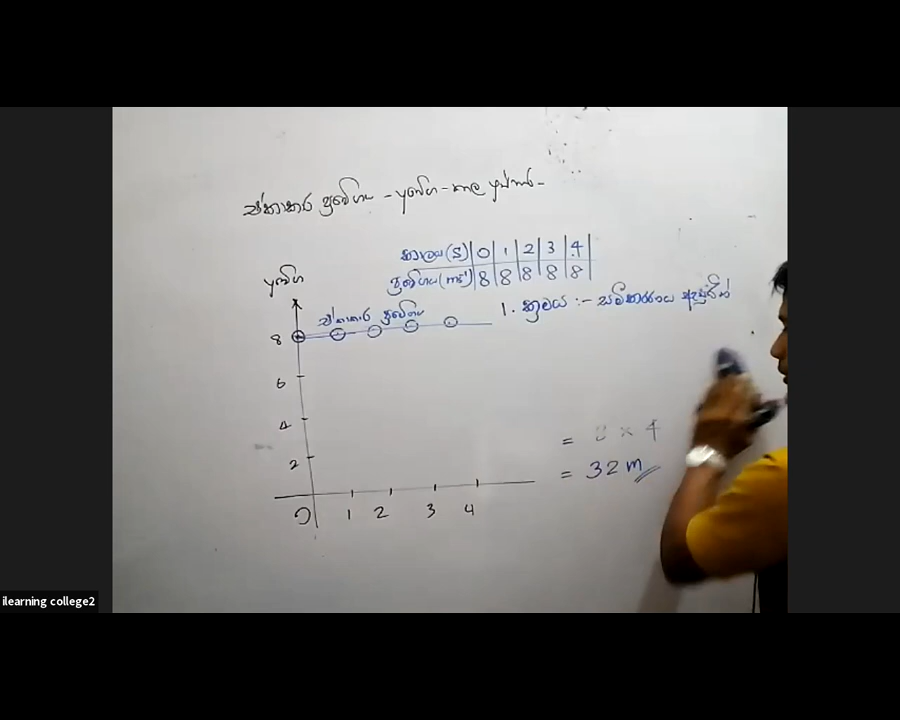 ඒකාකාර ප්‍රවේගය - ප්‍රවේග - කාල ප්‍රස්තාර -
කාලය (s) 0 1 2 3 4
ප්‍රවේගය (ms⁻¹) 8 8 8 8 8
ප්‍රවේග
1. ක්‍රමය :- සමීකරණය ඇසුරින්
ඒකාකාර ප්‍රවේගය
8
6
4
= 8 × 4
2
= 32 m
0 1 2 3 4
ilearning college2